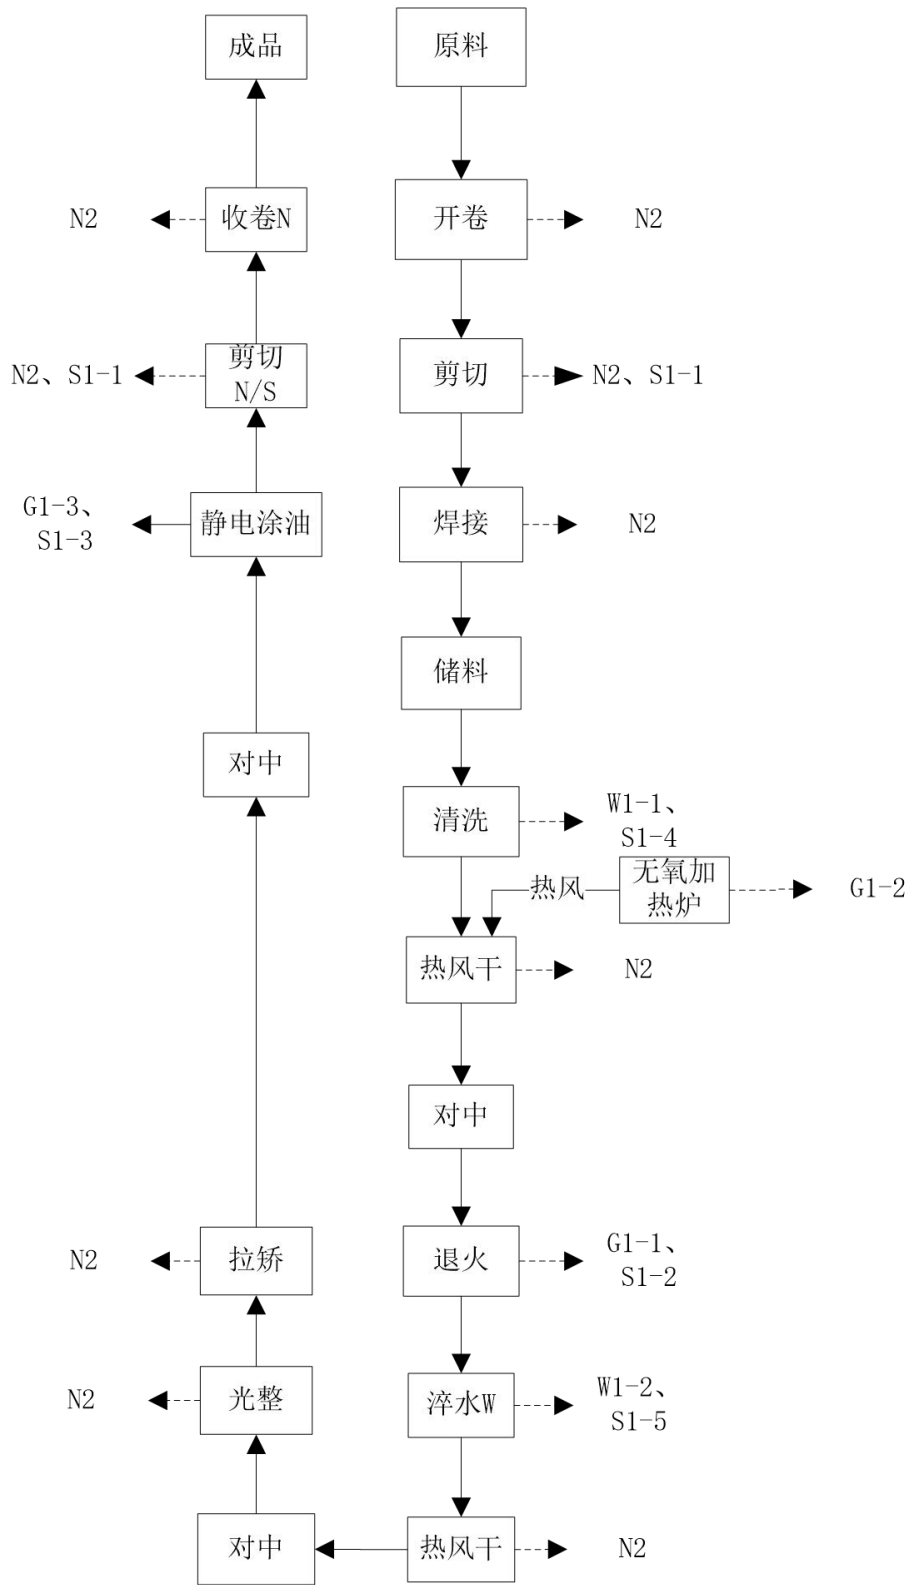 成品
原料
N2
收卷N
开卷
N2
N2、S1-1
剪切
N/S
剪切
N2、S1-1
G1-3、
S1-3
静电涂油
焊接
N2
储料
对中
清洗
W1-1、
S1-4
热风
无氧加
热炉
G1-2
热风干
N2
对中
N2
拉矫
退火
G1-1、
S1-2
N2
光整
淬水W
W1-2、
S1-5
对中
热风干
N2